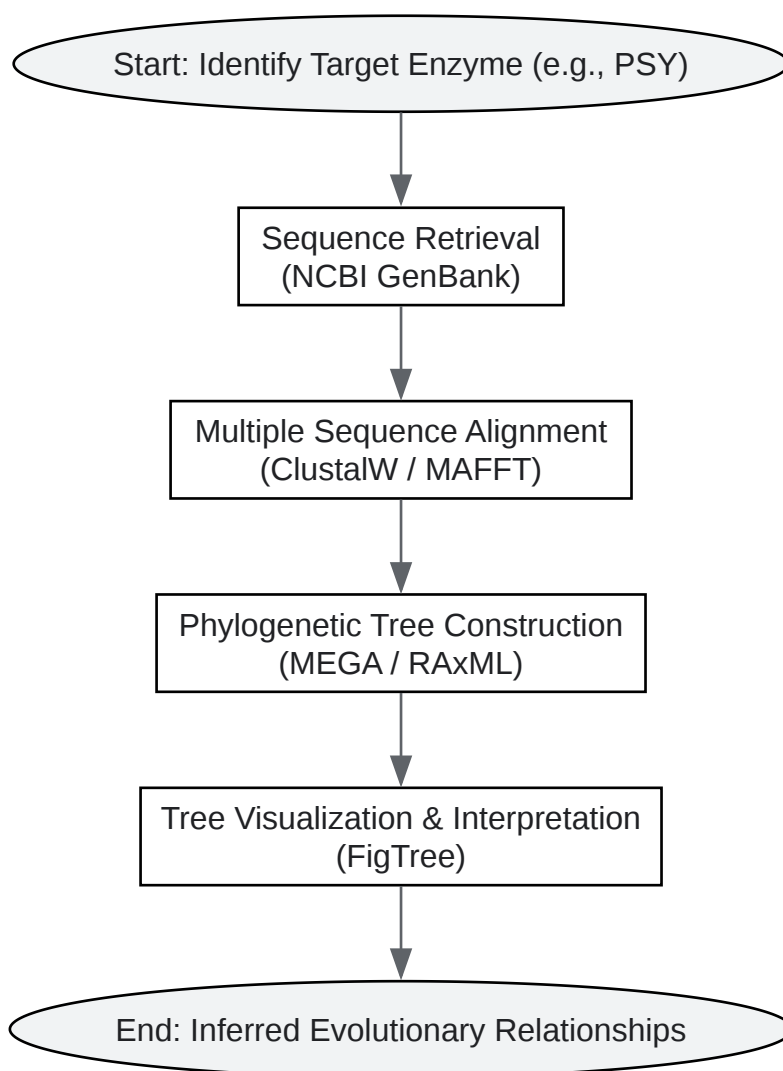 Start: Identify Target Enzyme (e.g., PSY)
Sequence Retrieval
(NCBI GenBank)
Multiple Sequence Alignment
(ClustalW / MAFFT)
Phylogenetic Tree Construction
(MEGA / RAxML)
Tree Visualization & Interpretation
(FigTree)
End: Inferred Evolutionary Relationships